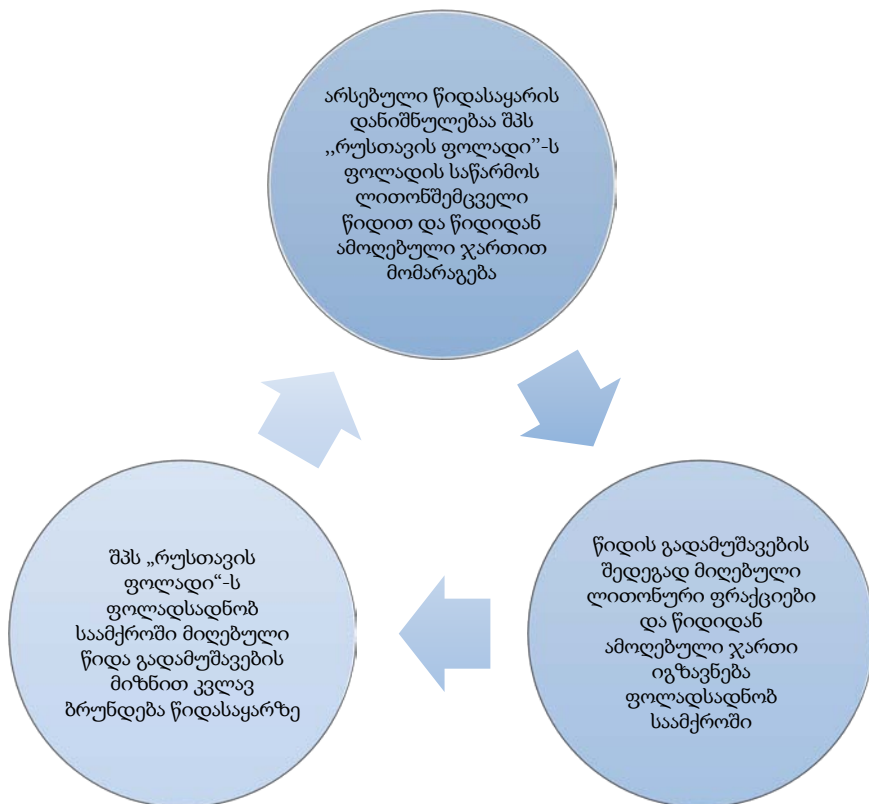 არსებული წიდასაყარის
დანიშნულებაა შპს
,,რუსთავის ფოლადი”-ს
ფოლადის საწარმოს
ლითონშემცველი
წიდით და წიდიდან
ამოღებული ჯართით
მომარაგება
წიდის გადამუშავების
შედეგად მიღებული
ლითონური ფრაქციები
და წიდიდან
ამოღებული ჯართი
იგზავნება
ფოლადსადნობ
საამქროში
შპს „რუსთავის
ფოლადი“-ს
ფოლადსადნობ
საამქროში მიღებული
წიდა გადამუშავების
მიზნით კვლავ
ბრუნდება წიდასაყარზე